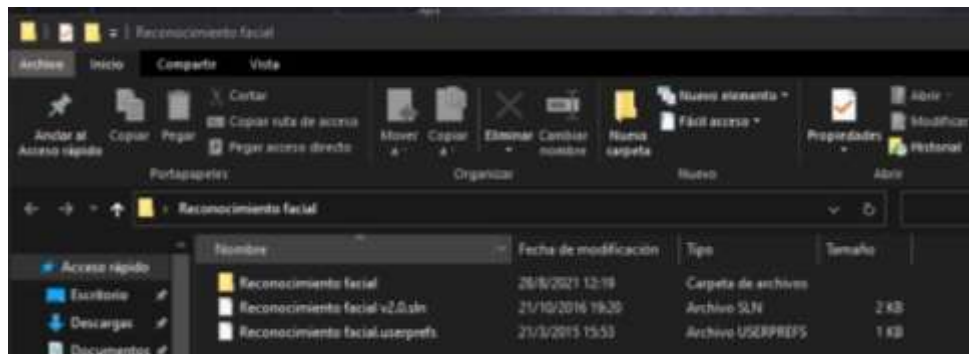 Reconocimiento facial
Archivo Inicio Compartir Vista
Anclar al Acceso rápido
Copiar
Pegar
Cortar
Copiar ruta de acceso
Pegar acceso directo
Portapapeles
Mover a
Copiar a
Eliminar
Cambiar nombre
Organizar
Nueva carpeta
Nuevo elemento
Fácil acceso
Nuevo
Propiedades
Abrir
Modificar
Historial
Abrir
Reconocimiento facial
Nombre Fecha de modificación Tipo Tamaño
Acceso rápido
Escritorio
Descargas
Documentos
Reconocimiento facial 28/8/2021 12:18 Carpeta de archivos
Reconocimiento facial v2.0.sln 21/10/2016 19:20 Archivo SLN 2 KB
Reconocimiento facial.userprefs 21/3/2015 15:53 Archivo USERPREFS 1 KB